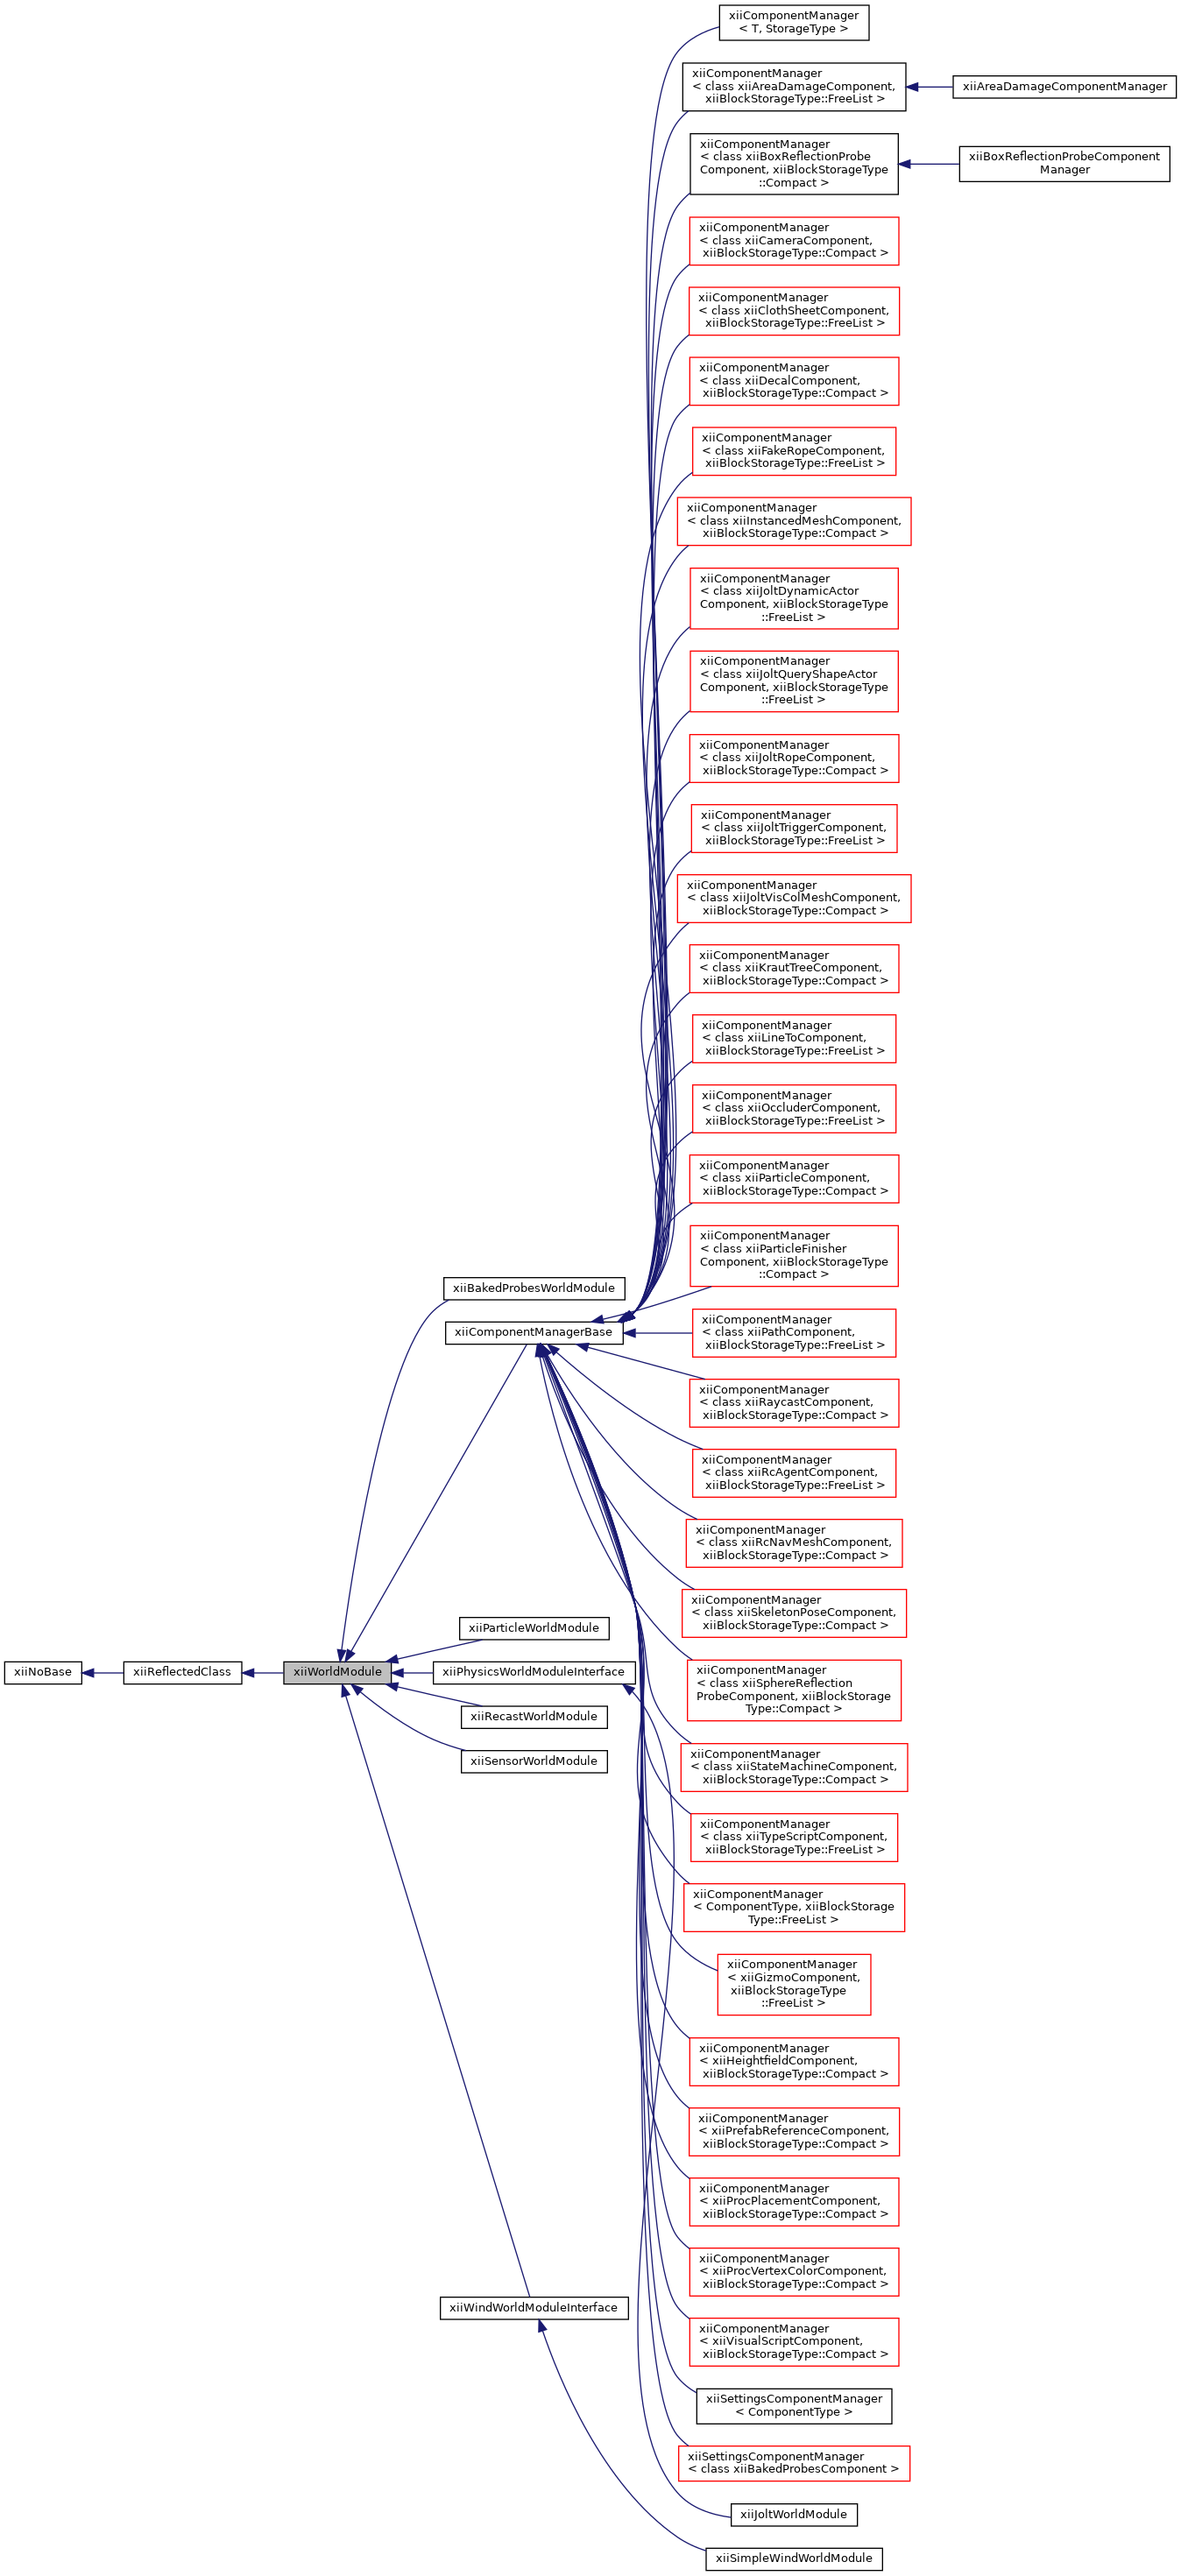 xiiComponentManager
< T, StorageType >
xiiComponentManager
< class xiiAreaDamageComponent,
xiiBlockStorageType::FreeList >
xiiAreaDamageComponentManager
xiiComponentManager
< class xiiBoxReflectionProbe
Component, xiiBlockStorageType
::Compact >
xiiBoxReflectionProbeComponent
Manager
xiiComponentManager
< class xiiCameraComponent,
xiiBlockStorageType::Compact >
xiiComponentManager
< class xiiClothSheetComponent,
xiiBlockStorageType::FreeList >
xiiComponentManager
< class xiiDecalComponent,
xiiBlockStorageType::Compact >
xiiComponentManager
< class xiiFakeRopeComponent,
xiiBlockStorageType::FreeList >
xiiComponentManager
< class xiiInstancedMeshComponent,
xiiBlockStorageType::Compact >
xiiComponentManager
< class xiiJoltDynamicActor
Component, xiiBlockStorageType
::FreeList >
xiiComponentManager
< class xiiJoltQueryShapeActor
Component, xiiBlockStorageType
::FreeList >
xiiComponentManager
< class xiiJoltRopeComponent,
xiiBlockStorageType::Compact >
xiiComponentManager
< class xiiJoltTriggerComponent,
xiiBlockStorageType::FreeList >
xiiComponentManager
< class xiiJoltVisColMeshComponent,
xiiBlockStorageType::Compact >
xiiComponentManager
< class xiiKrautTreeComponent,
xiiBlockStorageType::Compact >
xiiComponentManager
< class xiiLineToComponent,
xiiBlockStorageType::FreeList >
xiiComponentManager
< class xiiOccluderComponent,
xiiBlockStorageType::FreeList >
xiiComponentManager
< class xiiParticleComponent,
xiiBlockStorageType::Compact >
xiiComponentManager
< class xiiParticleFinisher
Component, xiiBlockStorageType
::Compact >
xiiBakedProbesWorldModule
xiiComponentManagerBase
xiiComponentManager
< class xiiPathComponent,
xiiBlockStorageType::FreeList >
xiiComponentManager
< class xiiRaycastComponent,
xiiBlockStorageType::Compact >
xiiComponentManager
< class xiiRcAgentComponent,
xiiBlockStorageType::FreeList >
xiiComponentManager
< class xiiRcNavMeshComponent,
xiiBlockStorageType::Compact >
xiiComponentManager
< class xiiSkeletonPoseComponent,
xiiBlockStorageType::Compact >
xiiParticleWorldModule
xiiNoBase
xiiReflectedClass
xiiWorldModule
xiiPhysicsWorldModuleInterface
xiiComponentManager
< class xiiSphereReflection
ProbeComponent, xiiBlockStorage
Type::Compact >
xiiRecastWorldModule
xiiSensorWorldModule
xiiComponentManager
< class xiiStateMachineComponent,
xiiBlockStorageType::Compact >
xiiComponentManager
< class xiiTypeScriptComponent,
xiiBlockStorageType::FreeList >
xiiComponentManager
< ComponentType, xiiBlockStorage
Type::FreeList >
xiiComponentManager
< xiiGizmoComponent,
xiiBlockStorageType
::FreeList >
xiiComponentManager
< xiiHeightfieldComponent,
xiiBlockStorageType::Compact >
xiiComponentManager
< xiiPrefabReferenceComponent,
xiiBlockStorageType::Compact >
xiiComponentManager
< xiiProcPlacementComponent,
xiiBlockStorageType::Compact >
xiiComponentManager
< xiiProcVertexColorComponent,
xiiBlockStorageType::Compact >
xiiWindWorldModuleInterface
xiiComponentManager
< xiiVisualScriptComponent,
xiiBlockStorageType::Compact >
xiiSettingsComponentManager
< ComponentType >
xiiSettingsComponentManager
< class xiiBakedProbesComponent >
xiiJoltWorldModule
xiiSimpleWindWorldModule